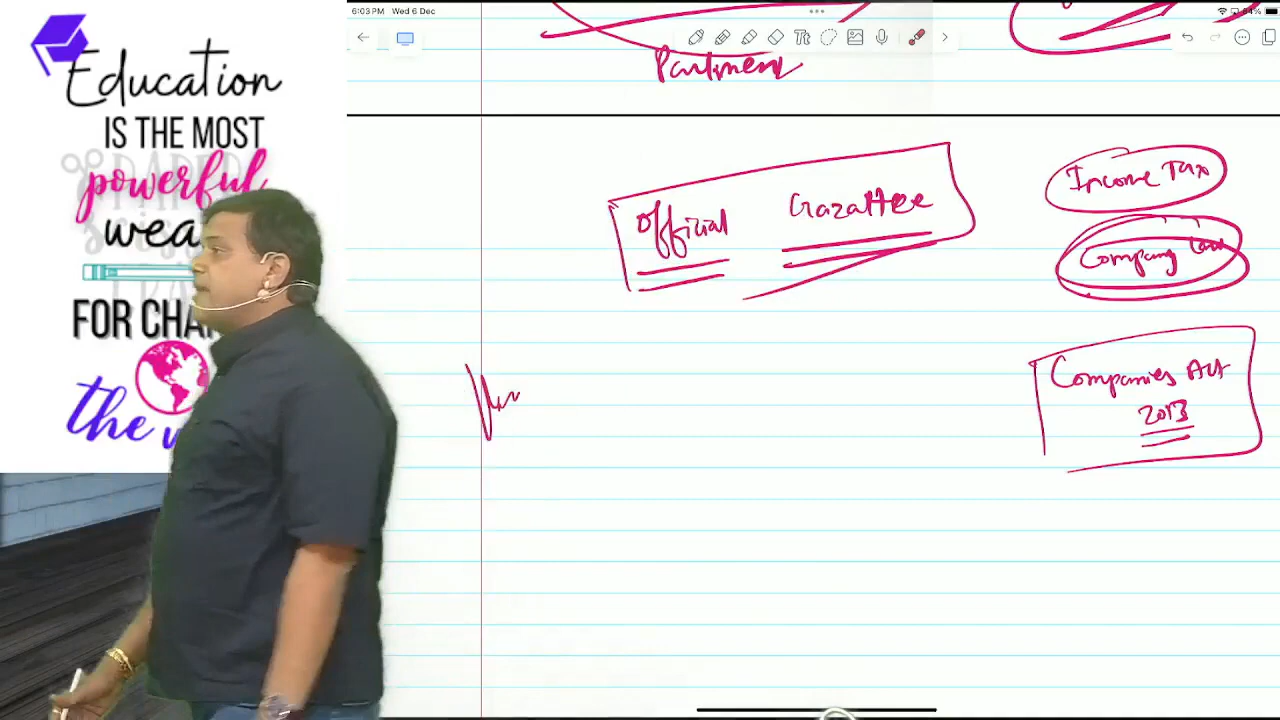 6:03 PM Wed 6 Dec
Education
IS THE MOST
powerful
wea
FOR CHA
the w
Official Gazattee
Income Tax
Company Law
Companies Act
2013